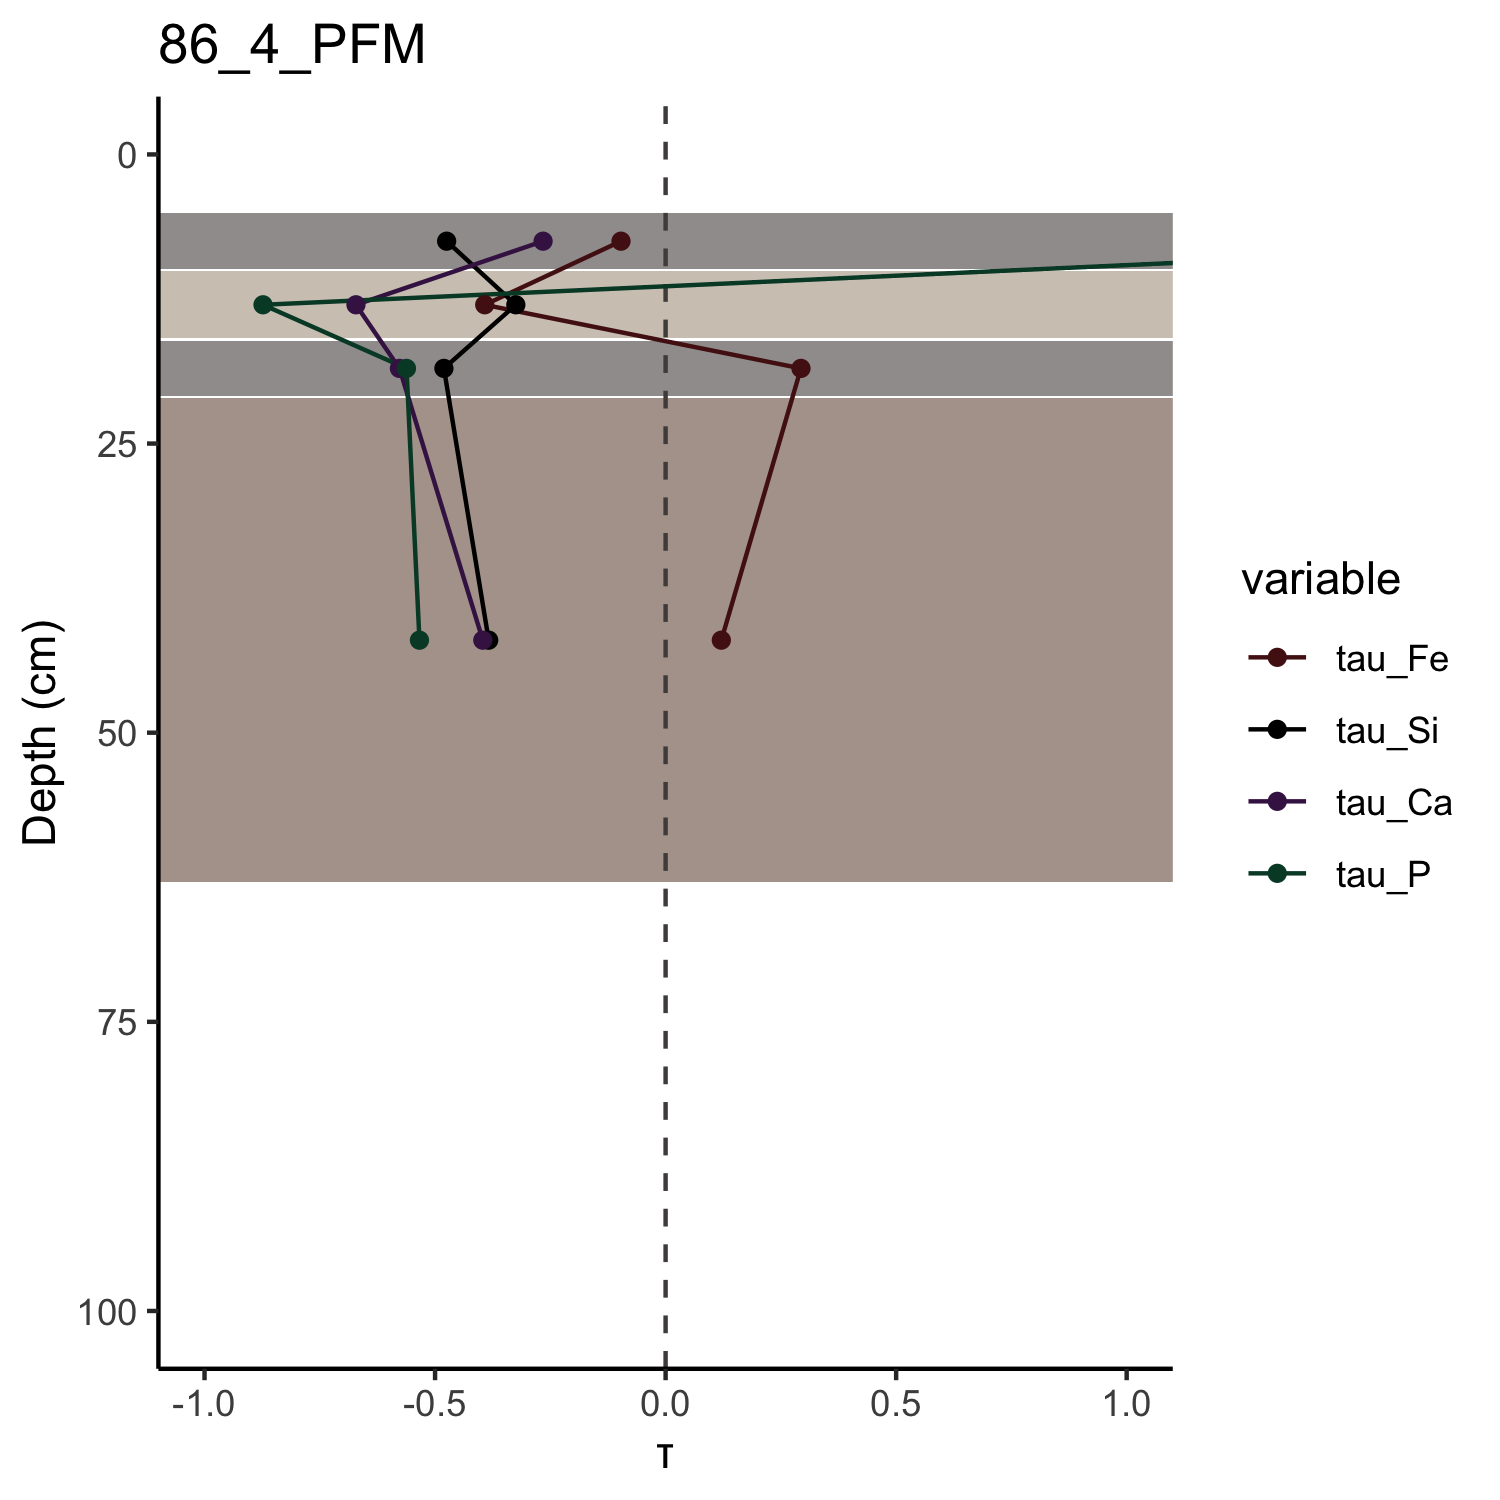 86_4_PFM
0
25
50
75
100
Depth (cm)
-1.0 -0.5 0.0 0.5 1.0
τ
variable
tau_Fe
tau_Si
tau_Ca
tau_P